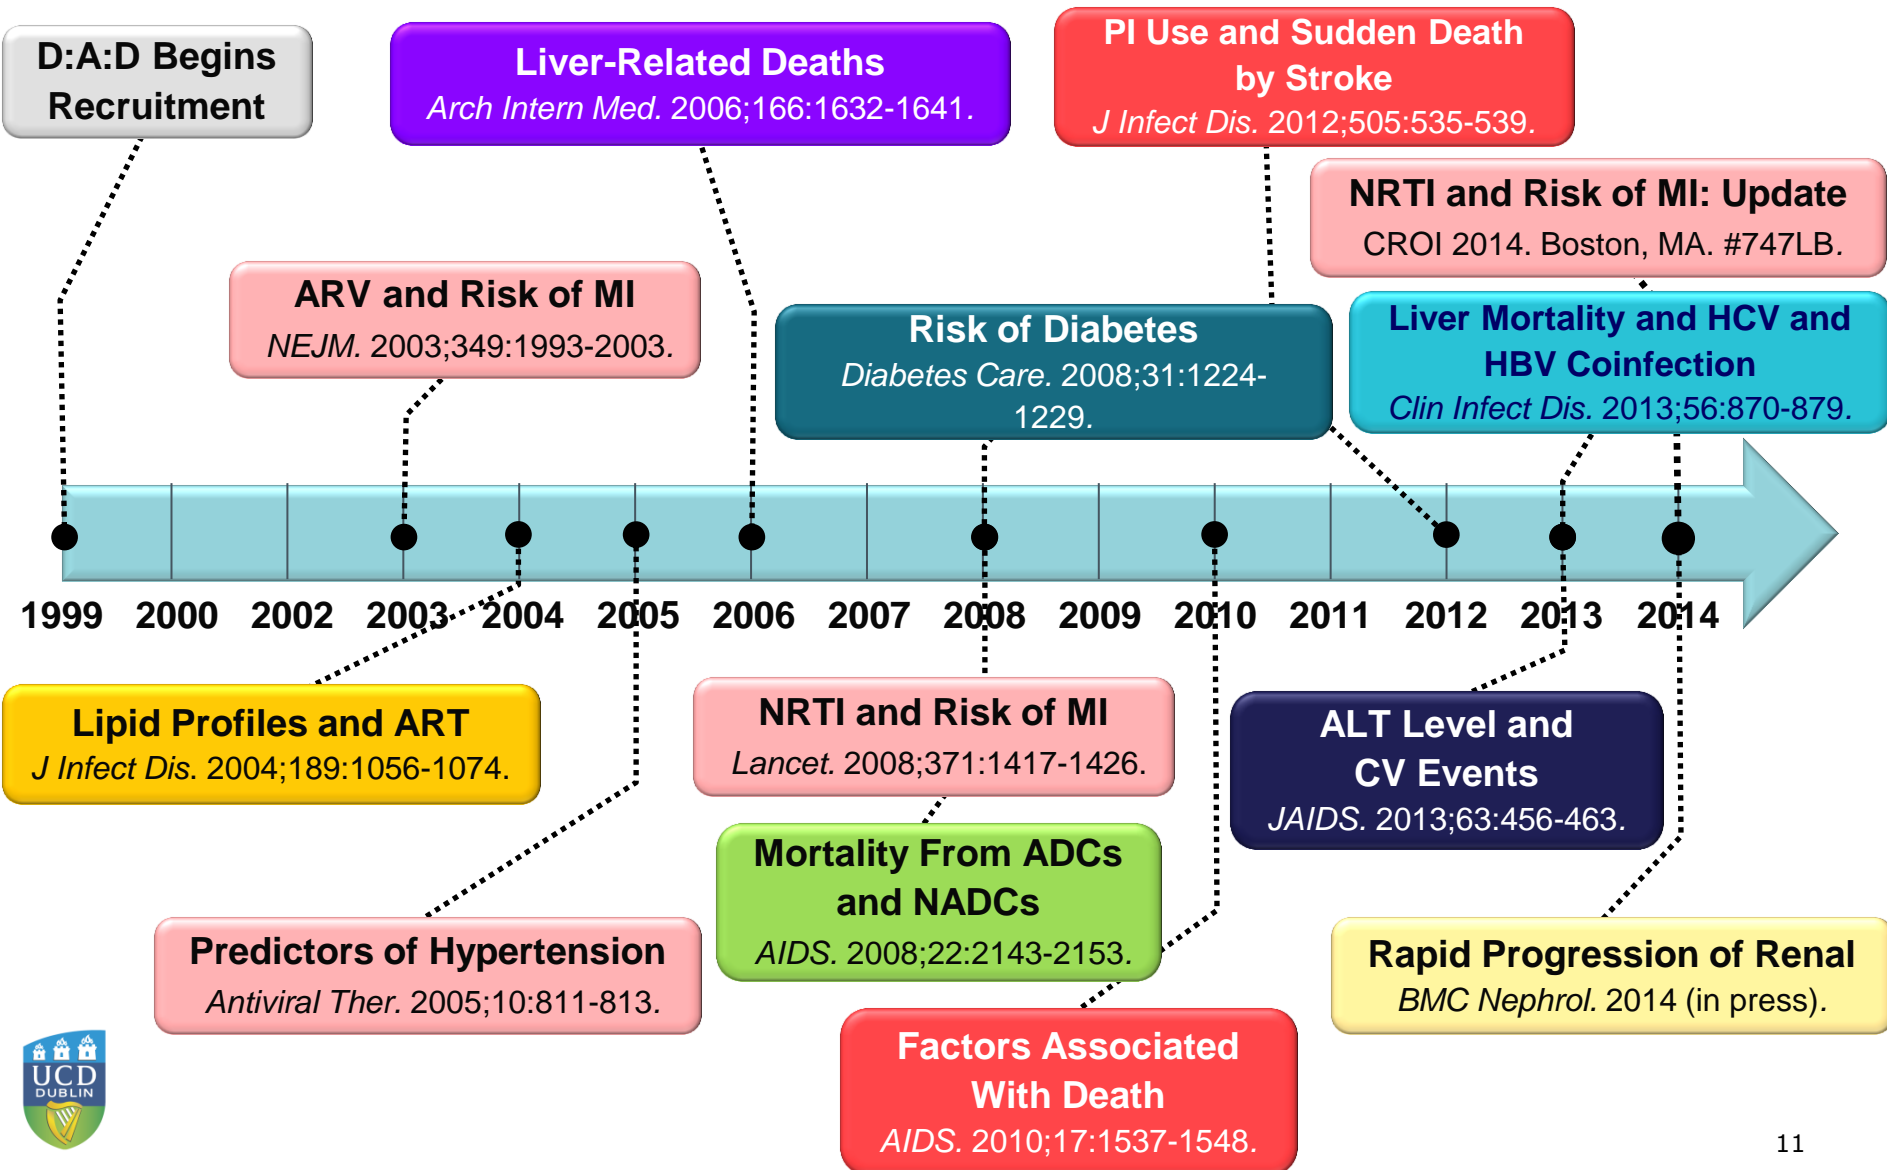 D:A:D Begins
Recruitment
Liver-Related Deaths
Arch Intern Med. 2006;166:1632-1641.
PI Use and Sudden Death
by Stroke
J Infect Dis. 2012;505:535-539.
NRTI and Risk of MI: Update
CROI 2014. Boston, MA. #747LB.
ARV and Risk of MI
NEJM. 2003;349:1993-2003.
Risk of Diabetes
Diabetes Care. 2008;31:1224-
1229.
Liver Mortality and HCV and
HBV Coinfection
Clin Infect Dis. 2013;56:870-879.
1999 2000 2002 2003 2004 2005 2006 2007 2008 2009 2010 2011 2012 2013 2014
Lipid Profiles and ART
J Infect Dis. 2004;189:1056-1074.
NRTI and Risk of MI
Lancet. 2008;371:1417-1426.
ALT Level and
CV Events
JAIDS. 2013;63:456-463.
Mortality From ADCs
and NADCs
AIDS. 2008;22:2143-2153.
Predictors of Hypertension
Antiviral Ther. 2005;10:811-813.
Rapid Progression of Renal
BMC Nephrol. 2014 (in press).
Factors Associated
With Death
AIDS. 2010;17:1537-1548.
UCD
DUBLIN
11